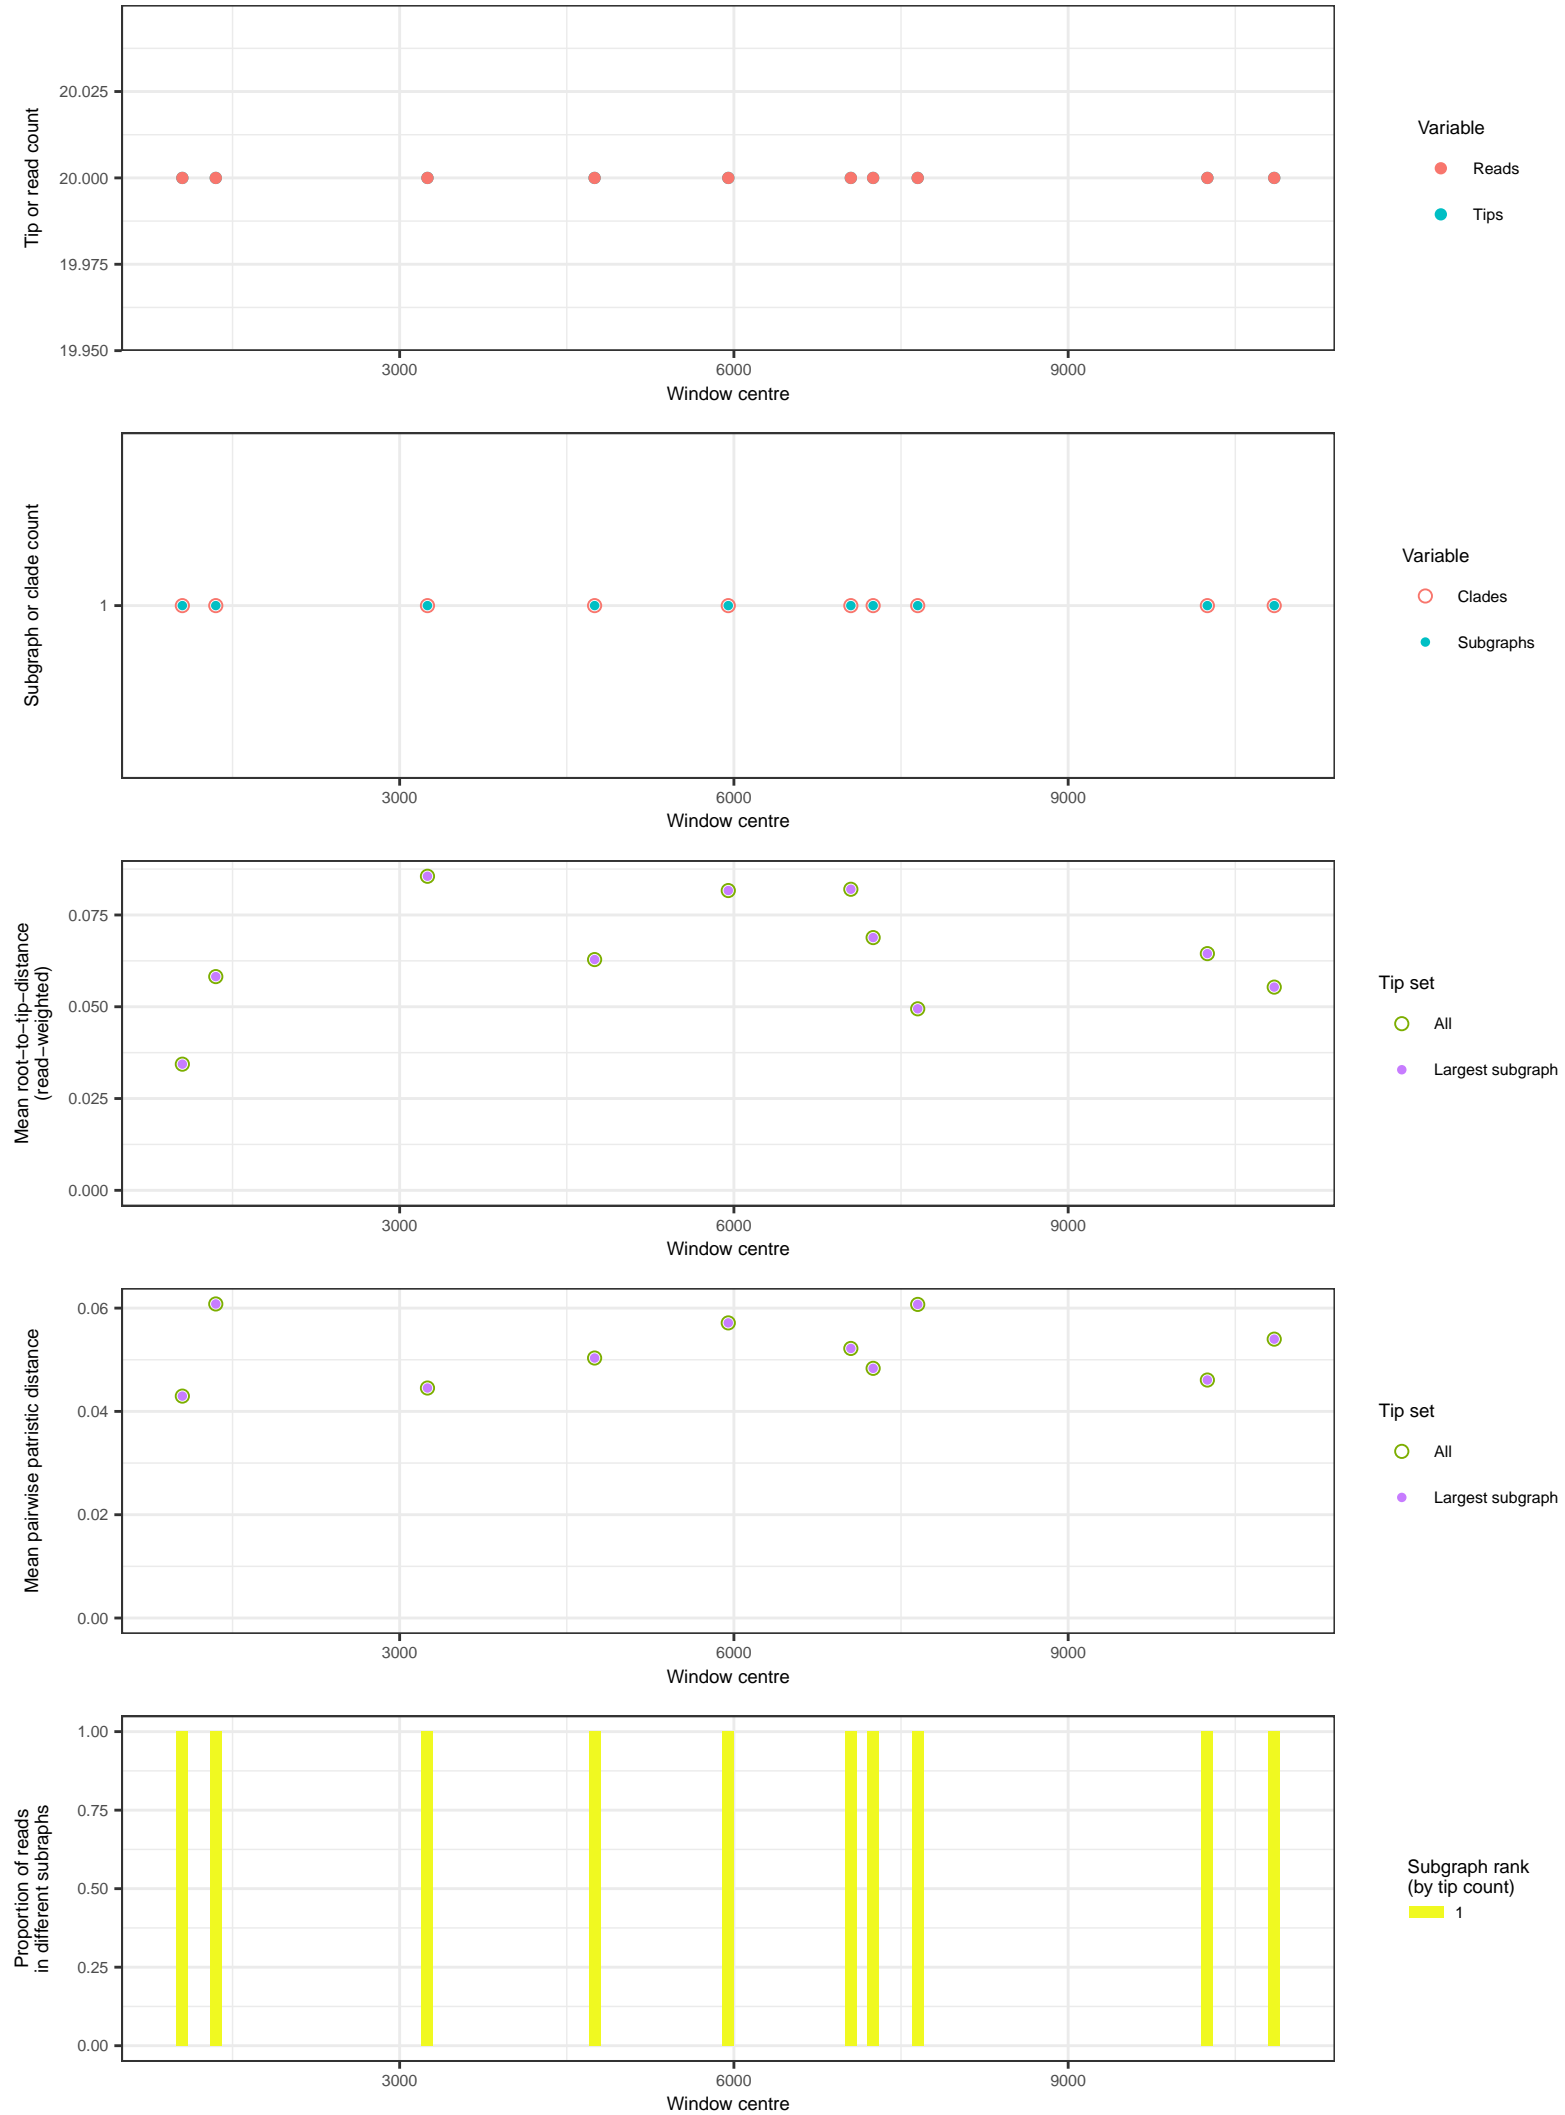 Tip or read count
20.025
20.000
19.975
19.950
3000
6000
9000
Window centre
Variable
Reads
Tips
Subgraph or clade count
1
3000
6000
9000
Window centre
Variable
Clades
Subgraphs
Mean root−to−tip−distance
(read−weighted)
0.075
0.050
0.025
0.000
3000
6000
9000
Window centre
Tip set
All
Largest subgraph
Mean pairwise patristic distance
0.06
0.04
0.02
0.00
3000
6000
9000
Window centre
Tip set
All
Largest subgraph
Proportion of reads
in different subraphs
1.00
0.75
0.50
0.25
0.00
3000
6000
9000
Window centre
Subgraph rank
(by tip count)
1